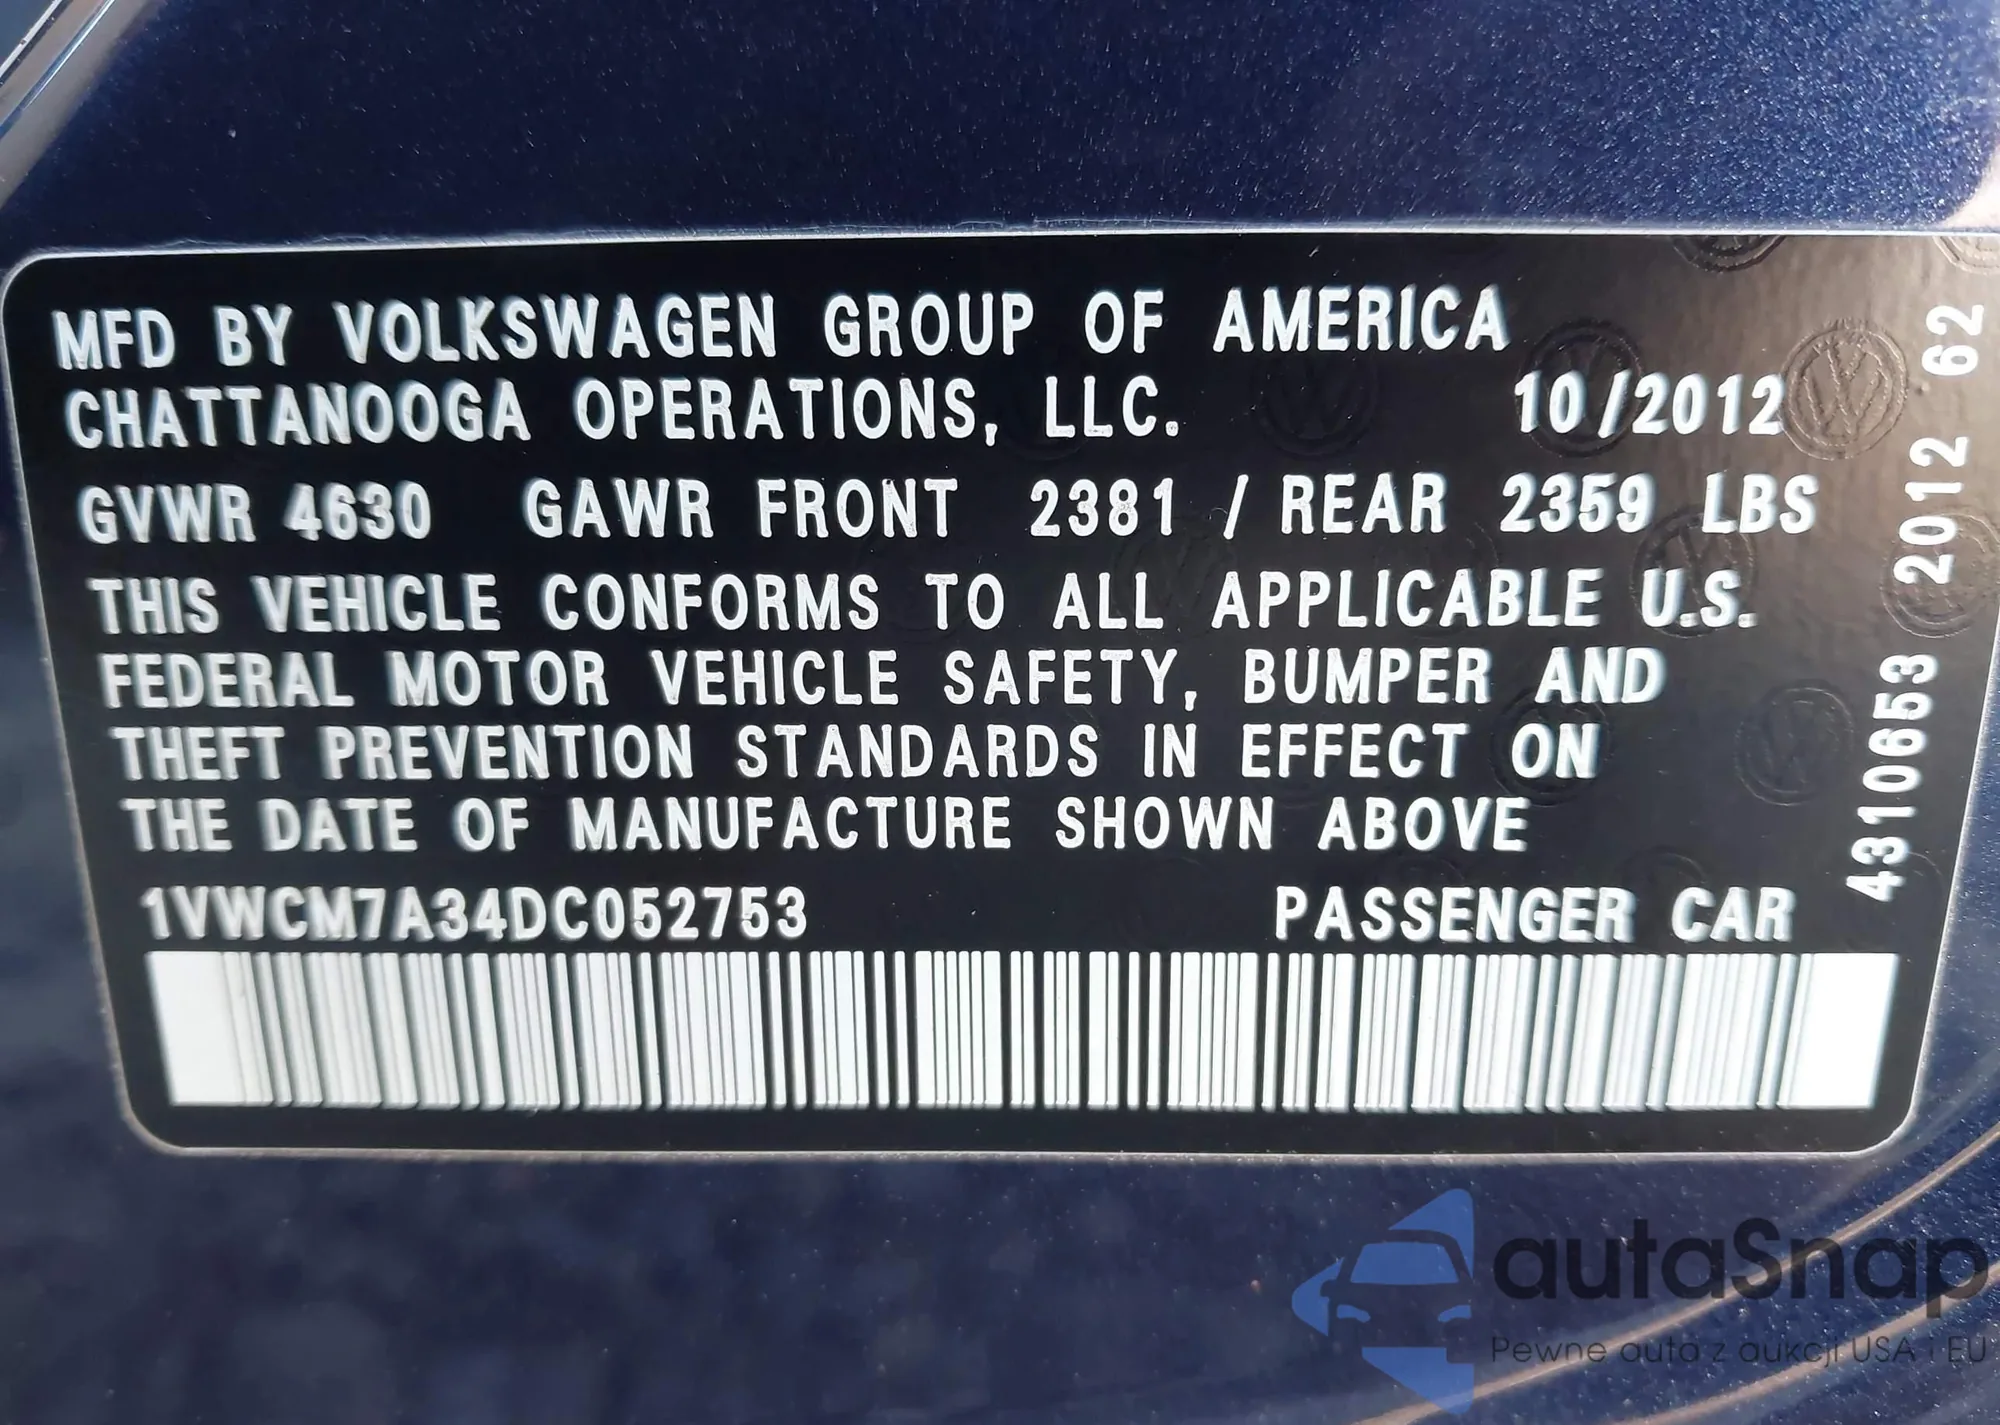 MFD BY VOLKSWAGEN GROUP OF AMERICA
CHATTANOOGA OPERATIONS, LLC. 10/2012
GVWR 4630 GAWR FRONT 2381 / REAR 2359 LBS
THIS VEHICLE CONFORMS TO ALL APPLICABLE U.S.
FEDERAL MOTOR VEHICLE SAFETY, BUMPER AND
THEFT PREVENTION STANDARDS IN EFFECT ON
THE DATE OF MANUFACTURE SHOWN ABOVE
1VWCM7A34DC052753 PASSENGER CAR
4310653 2012 62
autaSnap
Pewne auta z aukcji USA i EU